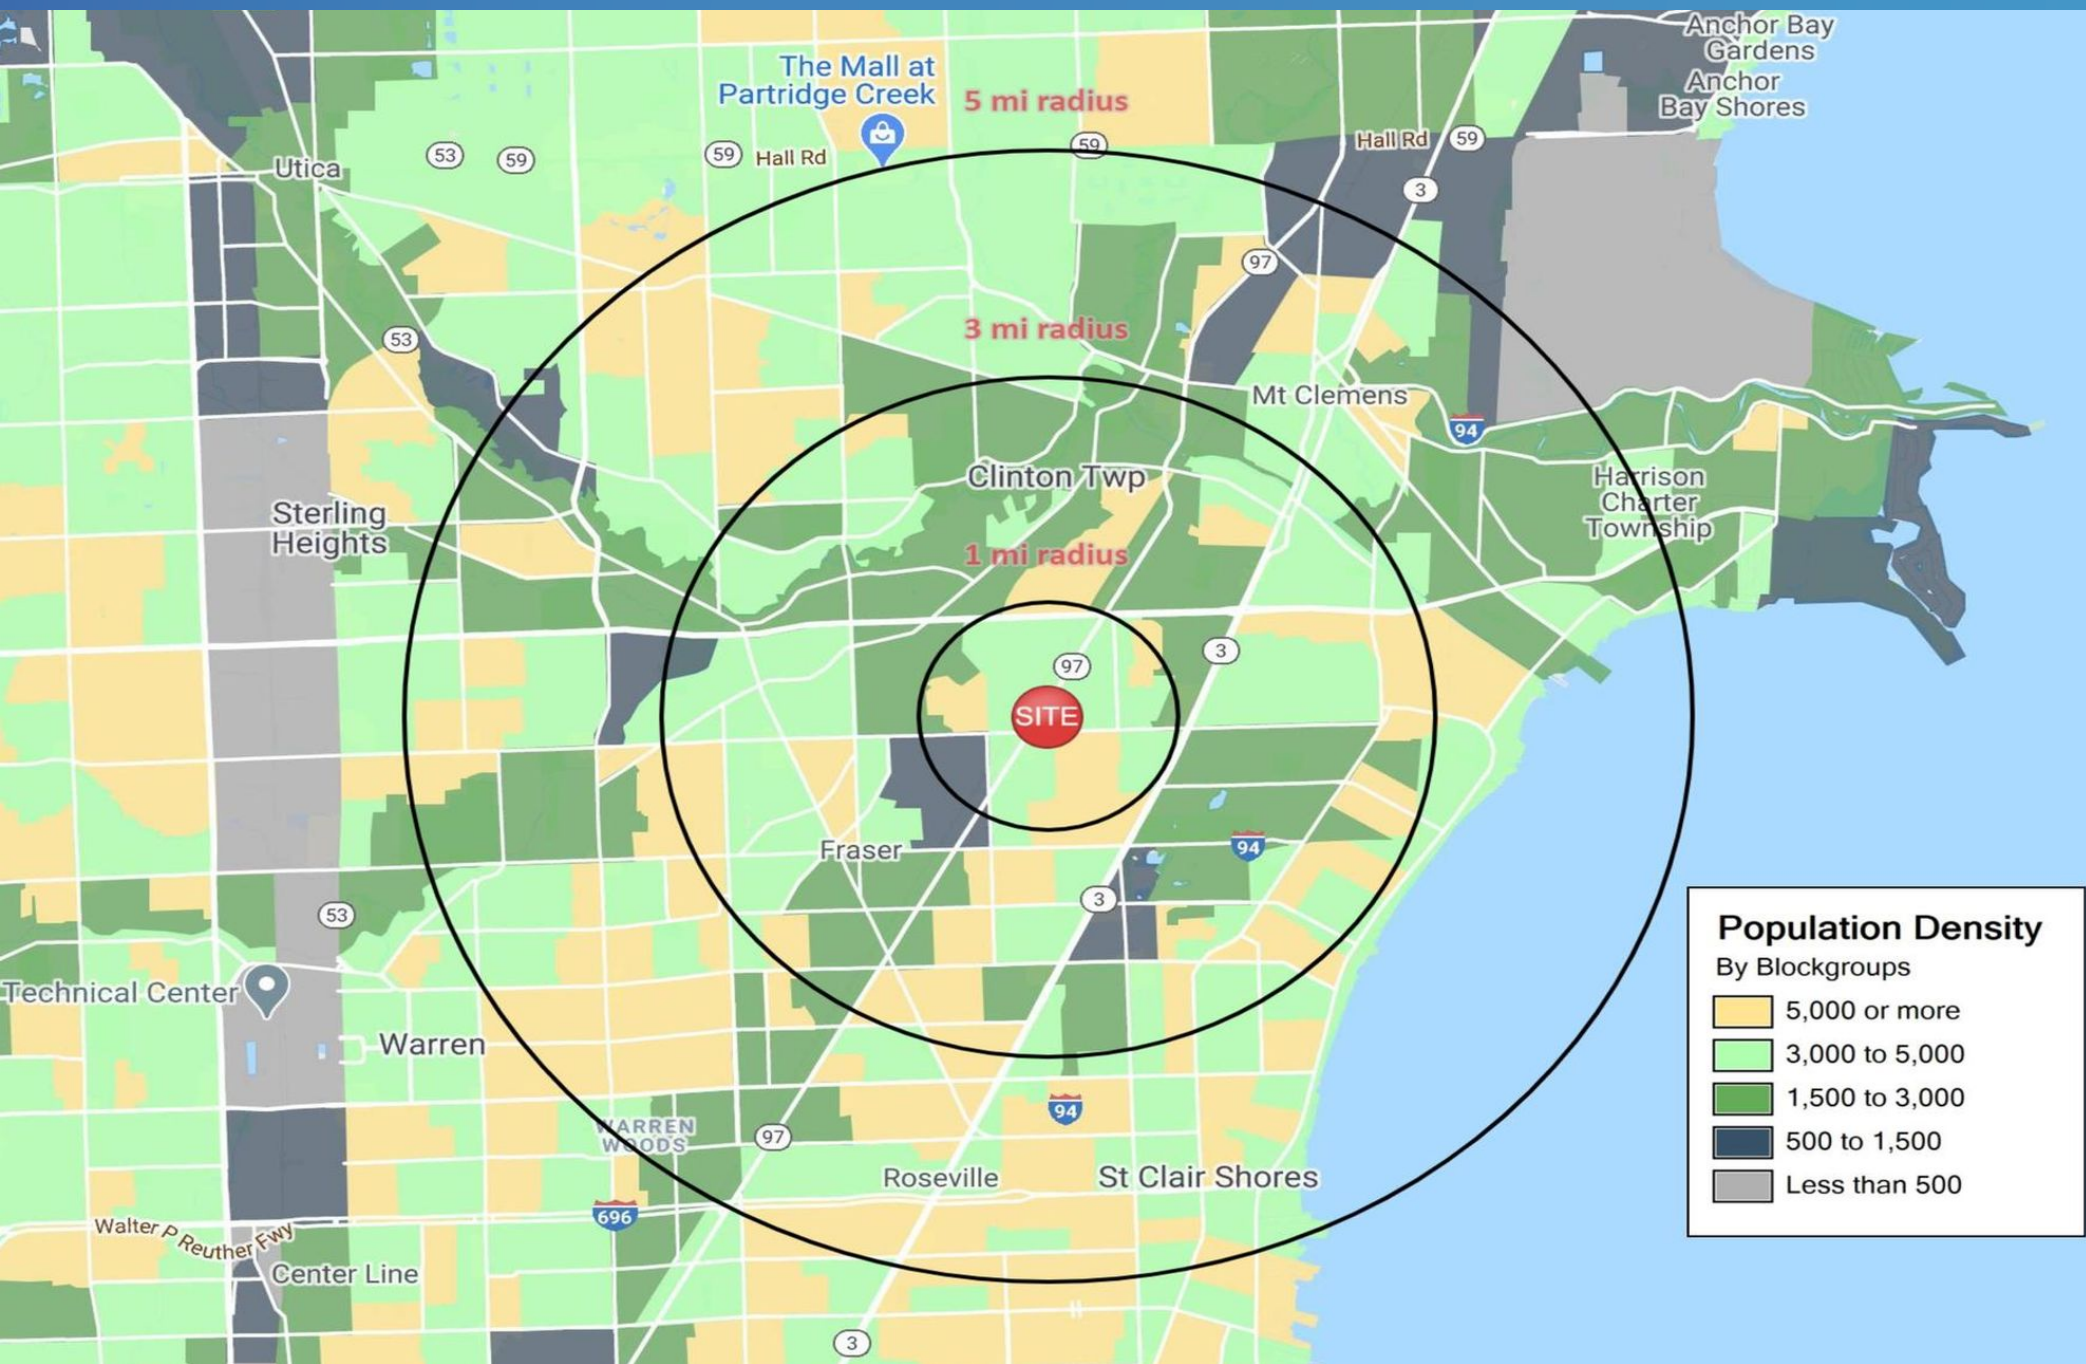 Anchor Bay
Gardens
Anchor
Bay Shores
The Mall at
Partridge Creek
5 mi radius
59
Hall Rd
59
3
53
59
59
Hall Rd
Utica
97
53
3 mi radius
Mt Clemens
94
Clinton Twp
Harrison
Charter
Township
Sterling
Heights
1 mi radius
97
3
SITE
Fraser
94
3
53
Technical Center
Warren
94
WARREN
WOODS
97
Roseville
St Clair Shores
696
Walter P Reuther Fwy
Center Line
3
Population Density
By Blockgroups
5,000 or more
3,000 to 5,000
1,500 to 3,000
500 to 1,500
Less than 500